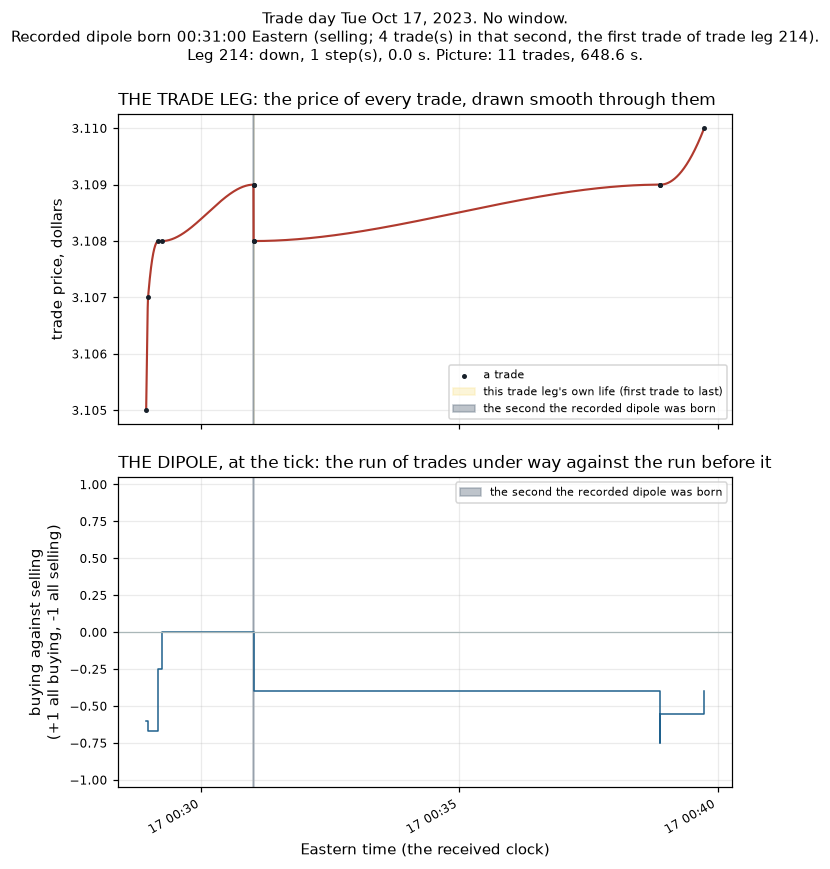 Trade day Tue Oct 17, 2023. No window.
Recorded dipole born 00:31:00 Eastern (selling; 4 trade(s) in that second, the first trade of trade leg 214).
Leg 214: down, 1 step(s), 0.0 s. Picture: 11 trades, 648.6 s.
THE TRADE LEG: the price of every trade, drawn smooth through them
trade price, dollars
3.110
3.109
3.108
3.107
3.106
3.105
a trade
this trade leg's own life (first trade to last)
the second the recorded dipole was born
THE DIPOLE, at the tick: the run of trades under way against the run before it
buying against selling
(+1 all buying, -1 all selling)
1.00
0.75
0.50
0.25
0.00
−0.25
−0.50
−0.75
−1.00
the second the recorded dipole was born
17 00:30
17 00:35
17 00:40
Eastern time (the received clock)